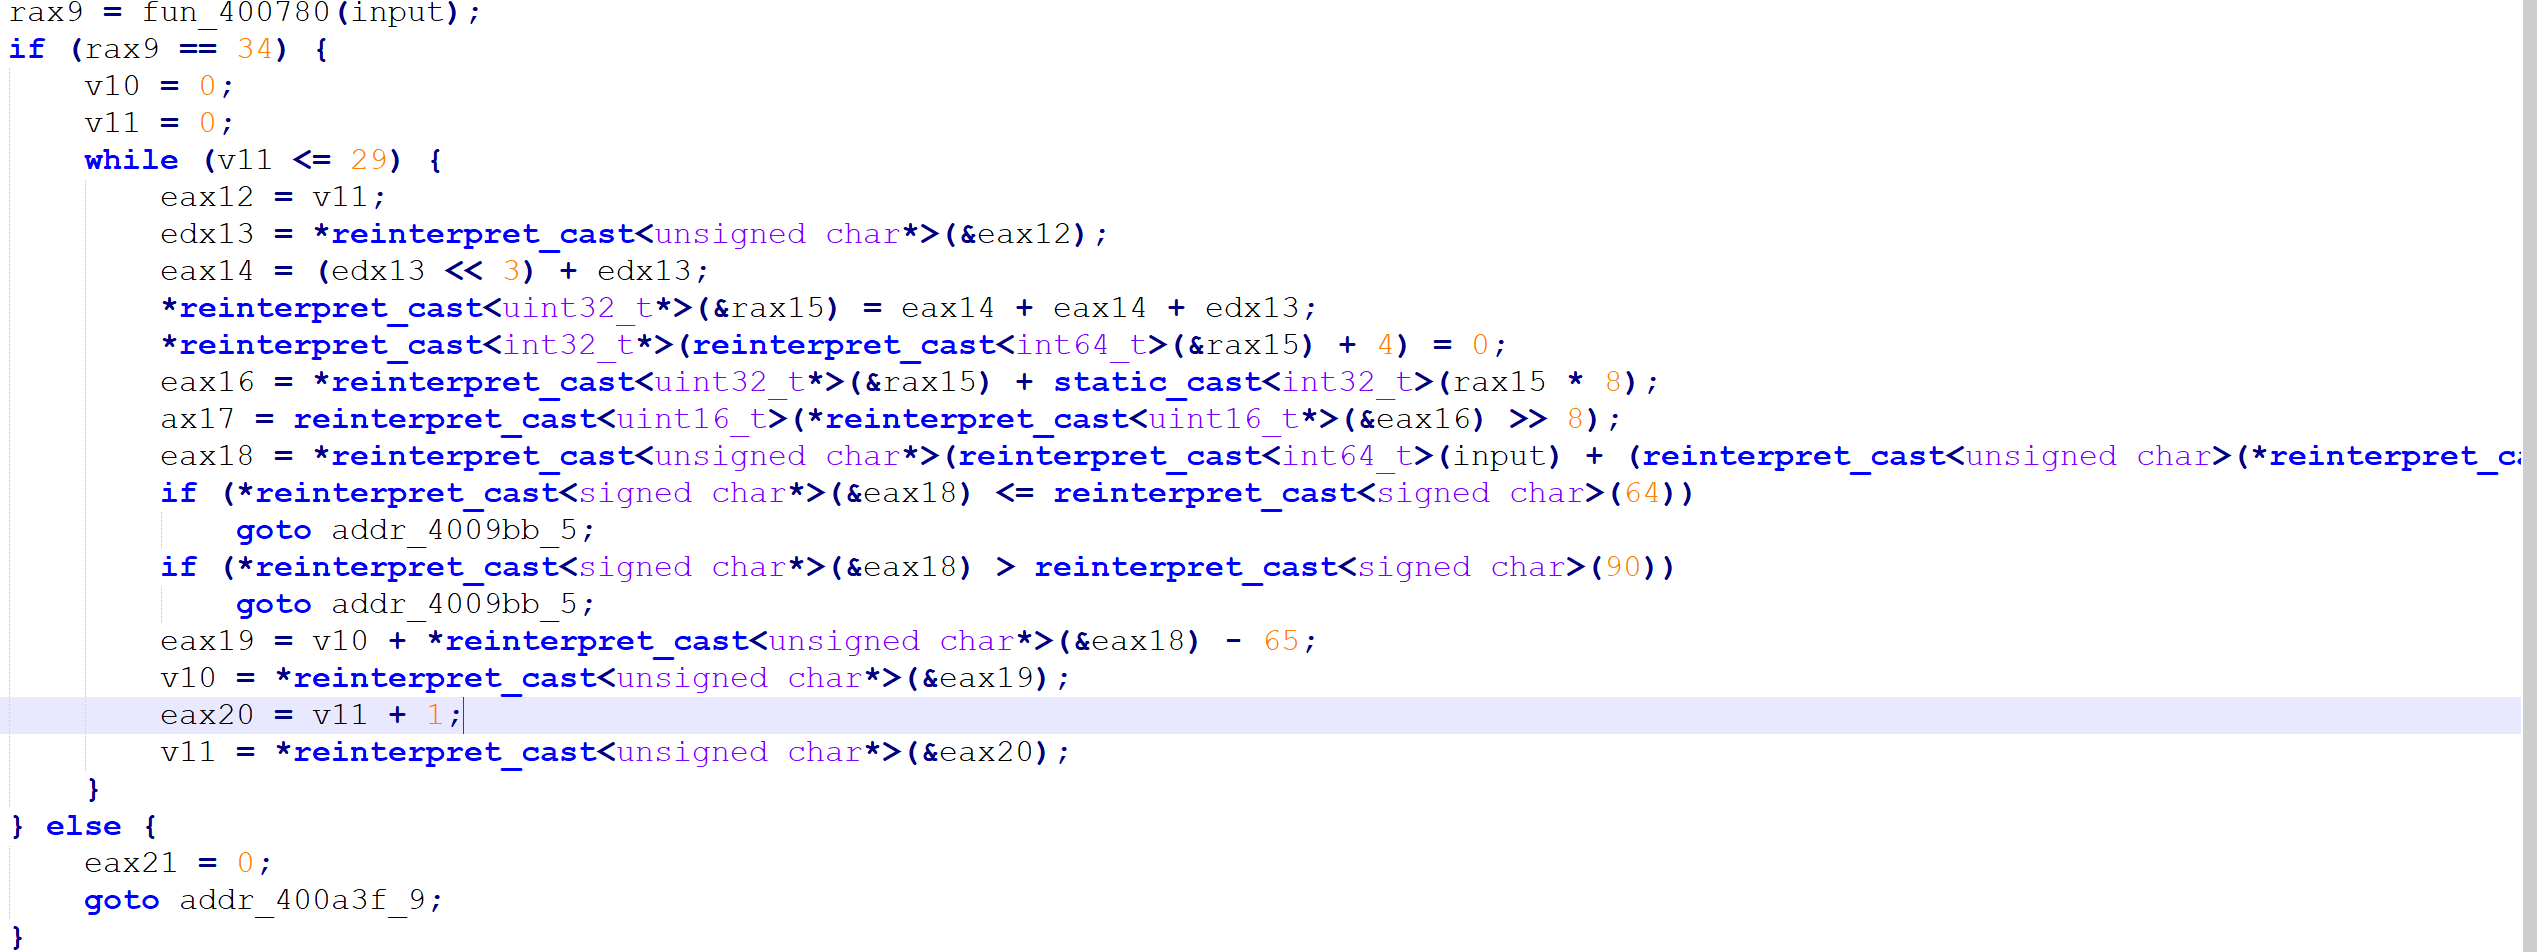 rax9 = fun_400780(input);
if (rax9 == 34) {
    v10 = 0;
    v11 = 0;
    while (v11 <= 29) {
        eax12 = v11;
        edx13 = *reinterpret_cast<unsigned char*>(&eax12);
        eax14 = (edx13 << 3) + edx13;
        *reinterpret_cast<uint32_t*>(&rax15) = eax14 + eax14 + edx13;
        *reinterpret_cast<int32_t*>(reinterpret_cast<int64_t>(&rax15) + 4) = 0;
        eax16 = *reinterpret_cast<uint32_t*>(&rax15) + static_cast<int32_t>(rax15 * 8);
        ax17 = reinterpret_cast<uint16_t>(*reinterpret_cast<uint16_t*>(&eax16) >> 8);
        eax18 = *reinterpret_cast<unsigned char*>(reinterpret_cast<int64_t>(input) + (reinterpret_cast<unsigned char>(*reinterpret_c
        if (*reinterpret_cast<signed char*>(&eax18) <= reinterpret_cast<signed char>(64))
            goto addr_4009bb_5;
        if (*reinterpret_cast<signed char*>(&eax18) > reinterpret_cast<signed char>(90))
            goto addr_4009bb_5;
        eax19 = v10 + *reinterpret_cast<unsigned char*>(&eax18) - 65;
        v10 = *reinterpret_cast<unsigned char*>(&eax19);
        eax20 = v11 + 1;
        v11 = *reinterpret_cast<unsigned char*>(&eax20);
    }
} else {
    eax21 = 0;
    goto addr_400a3f_9;
}